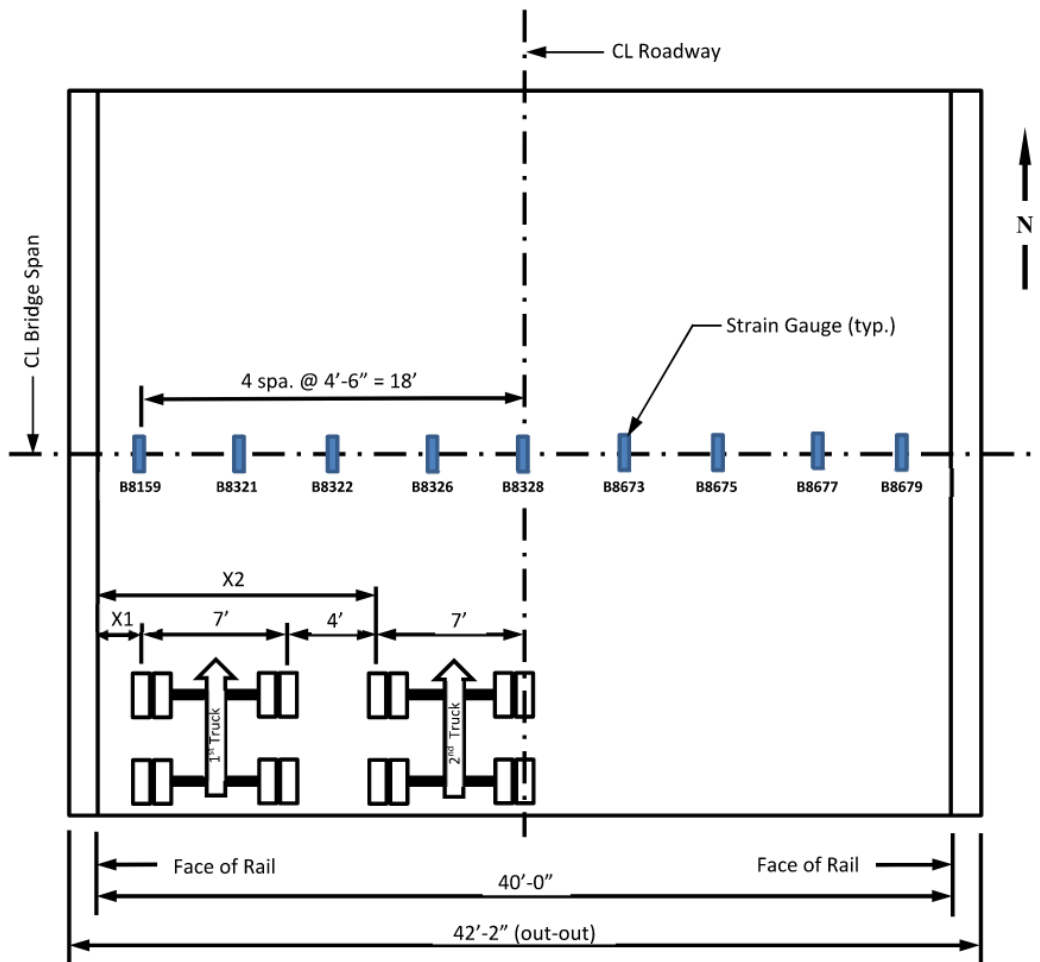 CL Roadway
N
CL Bridge Span
Strain Gauge (typ.)
4 spa. @ 4’-6” = 18’
B8159 B8321 B8322 B8326 B8328 B8673 B8675 B8677 B8679
X2
X1 7’ 4’ 7’
1st Truck
2nd Truck
Face of Rail Face of Rail
40’-0”
42’-2” (out-out)